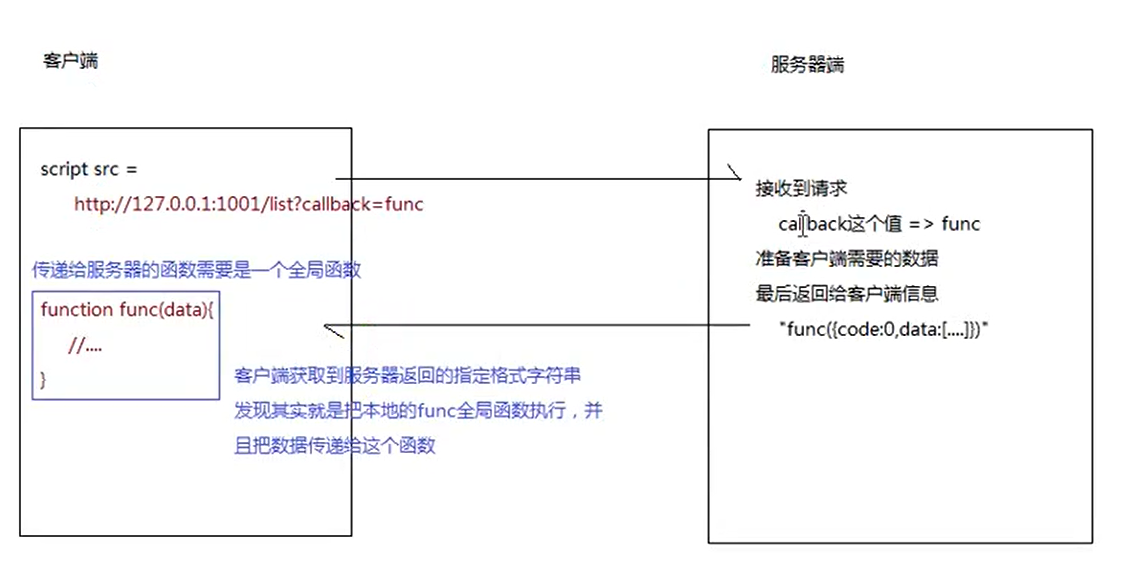 客户端
script src =
http://127.0.0.1:1001/list?callback=func
传递给服务器的函数需要是一个全局函数
function func(data){
//....
}
客户端获取到服务器返回的指定格式字符串
发现其实就是把本地的func全局函数执行，并
且把数据传递给这个函数
服务器端
接收到请求
callback这个值 => func
准备客户端需要的数据
最后返回给客户端信息
"func({code:0,data:[....]})"